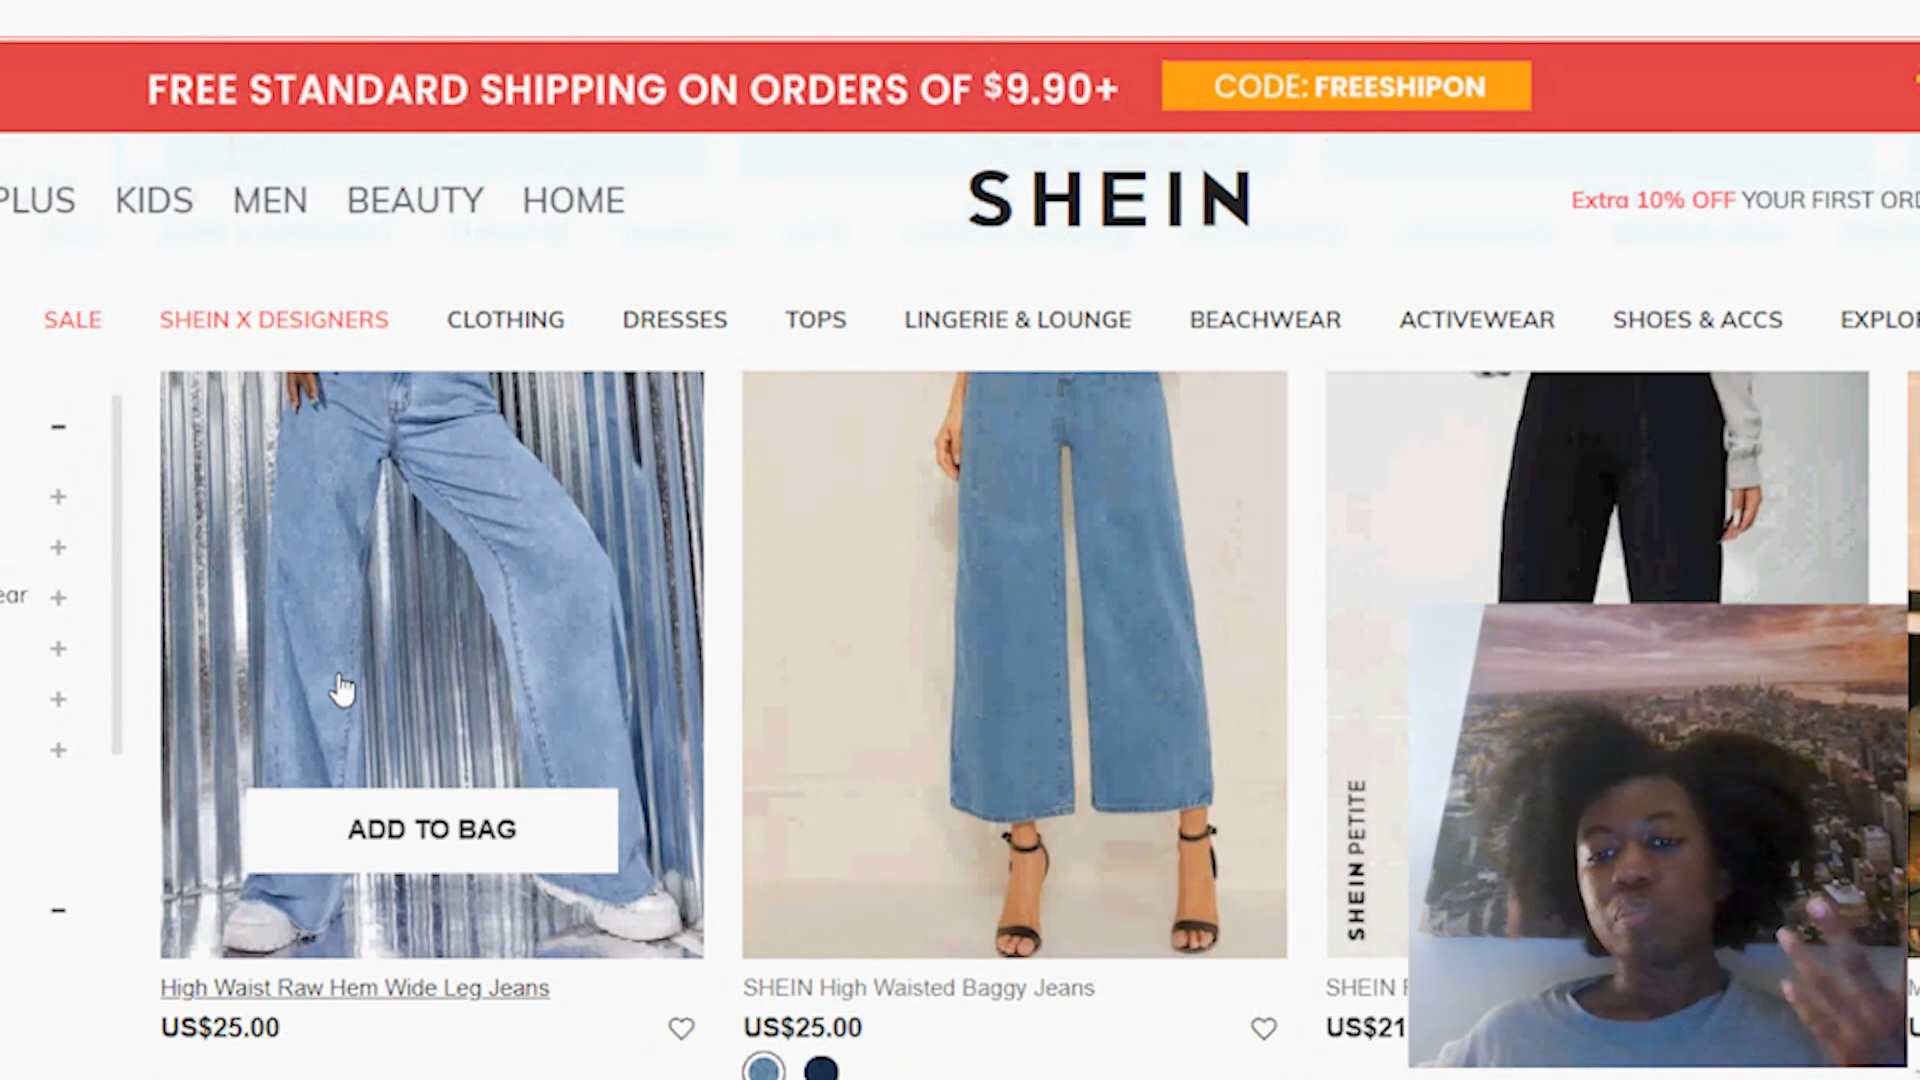 FREE STANDARD SHIPPING ON ORDERS OF $9.90+ CODE: FREESHIPON
PLUS KIDS MEN BEAUTY HOME
SHEIN
Extra 10% OFF YOUR FIRST
SALE SHEIN X DESIGNERS CLOTHING DRESSES TOPS LINGERIE & LOUNGE BEACHWEAR ACTIVEWEAR SHOES & ACCS
ADD TO BAG
SHEIN PETITE
High Waist Raw Hem Wide Leg Jeans
US$25.00
SHEIN High Waisted Baggy Jeans
US$25.00
SHEIN
US$21